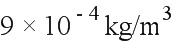 9 × 10⁻⁴ kg/m³